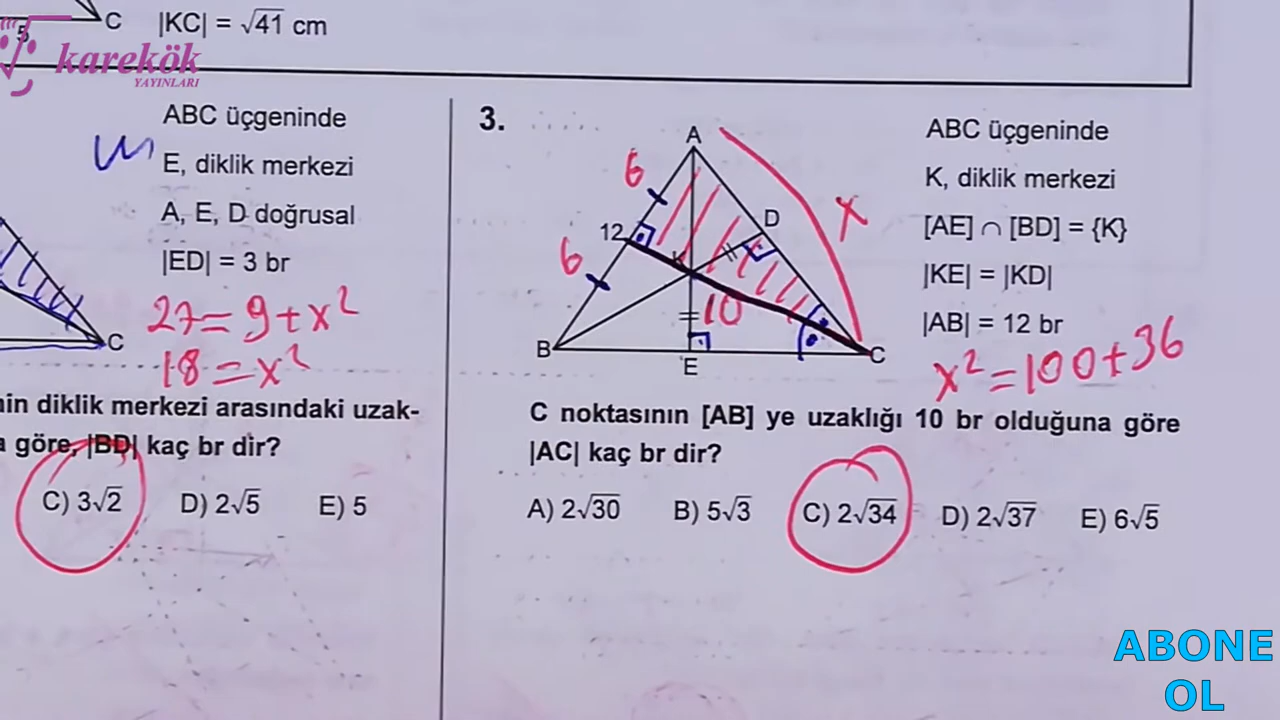 C |KC| = √41 cm
5
karekök
YAYINLARI
ABC üçgeninde
E, diklik merkezi
A, E, D doğrusal
|ED| = 3 br
27 = 9 + x²
18 = x²
C
diklik merkezi arasındaki uzak-
göre, |BD| kaç br dir?
C) 3√2 D) 2√5 E) 5
3.
A
6
D
x
12
6
K
10
B
E
C
ABC üçgeninde
K, diklik merkezi
[AE] ∩ [BD] = {K}
|KE| = |KD|
|AB| = 12 br
x² = 100 + 36
C noktasının [AB] ye uzaklığı 10 br olduğuna göre
|AC| kaç br dir?
A) 2√30 B) 5√3 C) 2√34 D) 2√37 E) 6√5
ABONE
OL